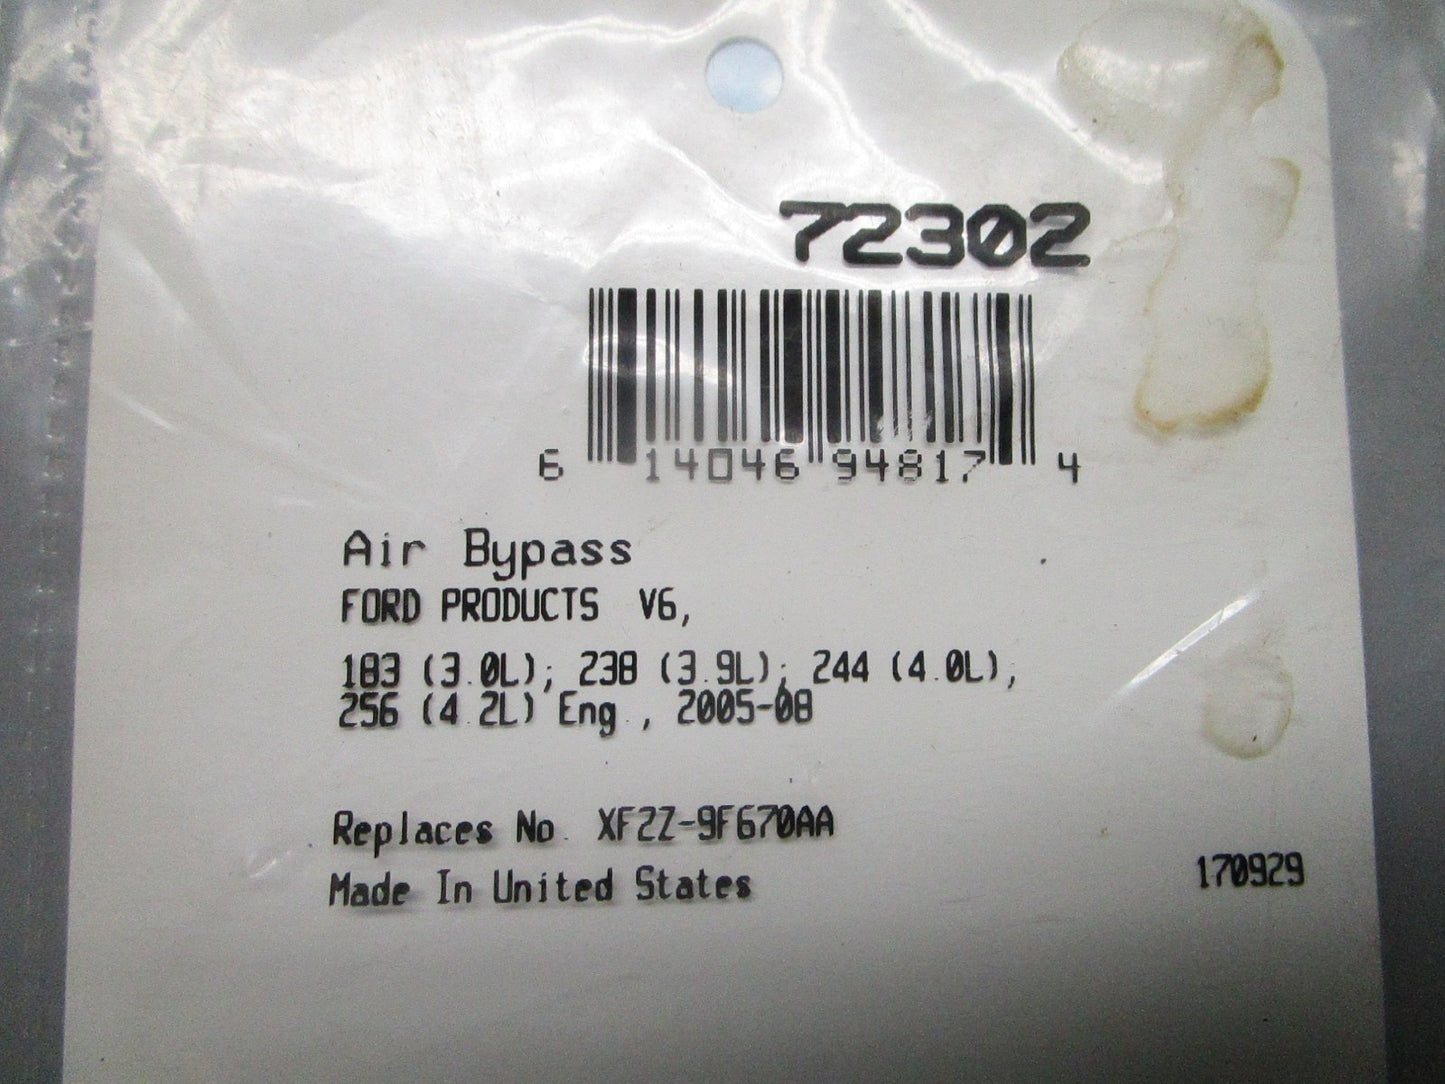 72302
6 14046 94817 4
Air Bypass
FORD PRODUCTS V6,
183 (3.0L); 238 (3.9L); 244 (4.0L),
256 (4.2L) Eng., 2005-08
Replaces No. XF2Z-9F670AA
Made In United States
170929